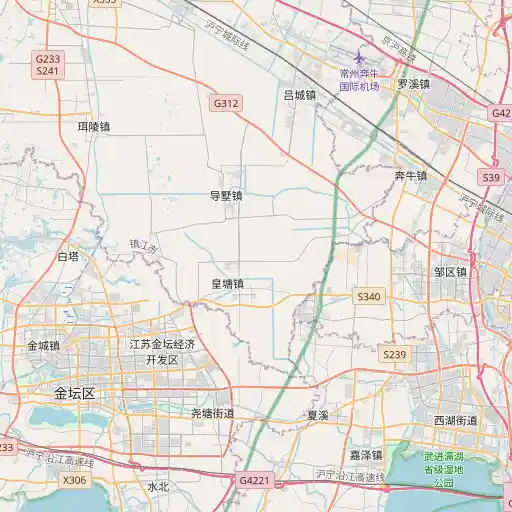 X335
沪宁城际线
京沪高铁
G233
S241
常州奔牛
国际机场
罗溪镇
吕城镇
G312
G42
珥陵镇
奔牛镇
S39
导墅镇
沪宁城际线
镇江市
白塔
邹区镇
皇塘镇
S340
金城镇
江苏金坛经济
开发区
S239
金坛区
尧塘街道
夏溪
西湖街道
233
沪宁沿江高速线
嘉泽镇
武进滆湖
省级湿地
公园
X306
水北
G4221
沪宁沿江高速线